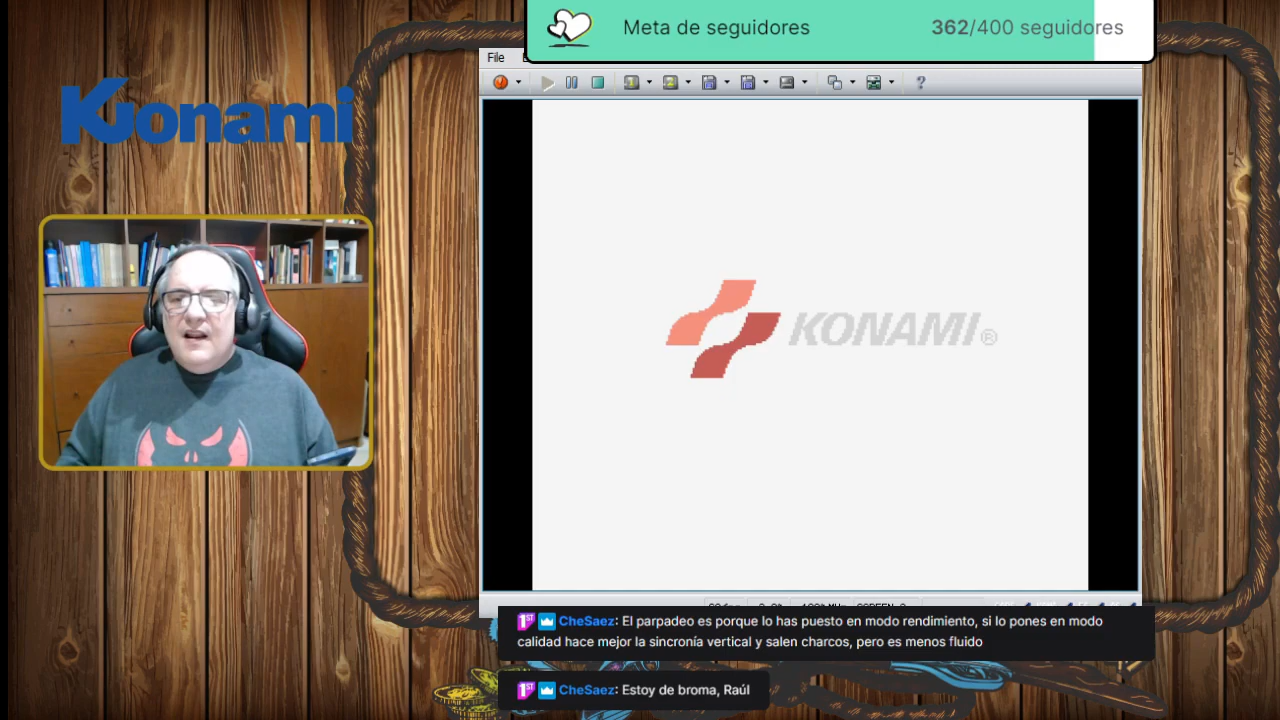 Meta de seguidores
362/400 seguidores
File
Konami
KONAMI®
CheSaez: El parpadeo es porque lo has puesto en modo rendimiento, si lo pones en modo
calidad hace mejor la sincronía vertical y salen charcos, pero es menos fluido
CheSaez: Estoy de broma, Raúl